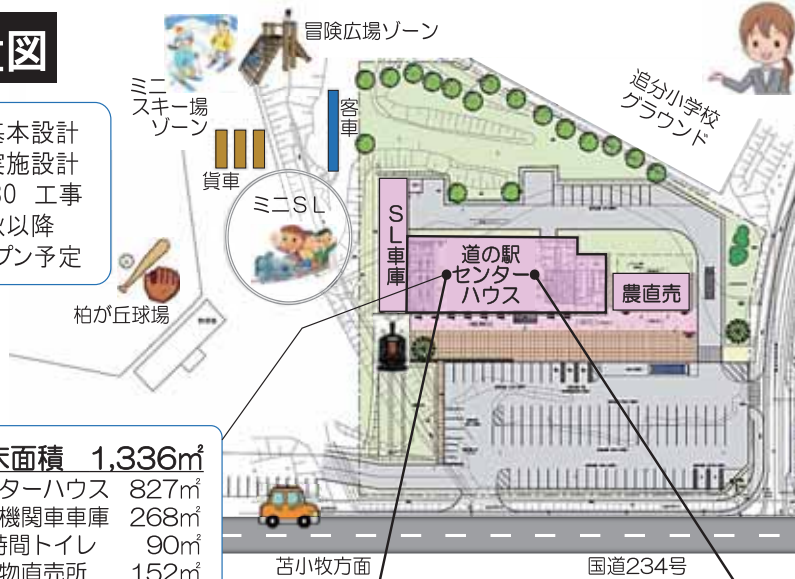 図
基本設計
実施設計
30 工事
以降
プン予定
冒険広場ゾーン
ミニ
スキー場
ゾーン
貨車
客車
追分小学校
グラウンド
ミニSL
SL車庫
道の駅
センター
ハウス
農直売
柏が丘球場
床面積 1,336㎡
ターハウス 827㎡
機関車車庫 268㎡
時間トイレ 90㎡
物直売所 152㎡
苫小牧方面
国道234号